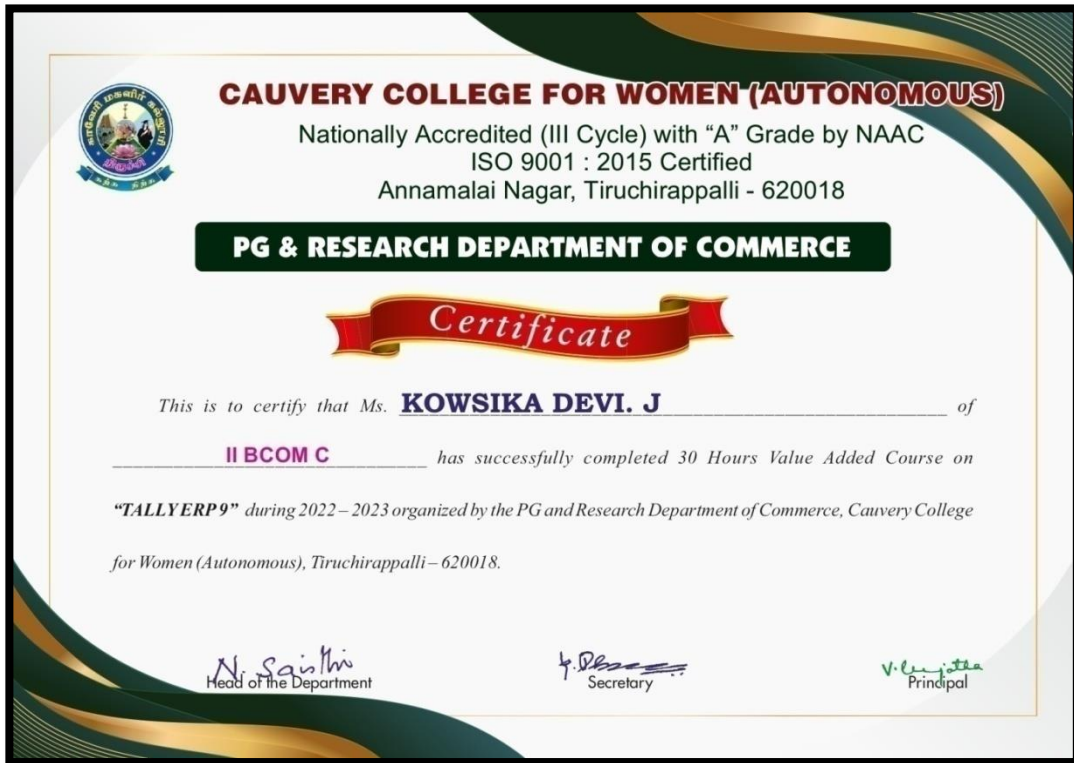 காவேரி மகளிர் கல்லூரி
திருச்சி
கற்க நிற்க
CAUVERY COLLEGE FOR WOMEN (AUTONOMOUS)
Nationally Accredited (III Cycle) with “A” Grade by NAAC
ISO 9001 : 2015 Certified
Annamalai Nagar, Tiruchirappalli - 620018
PG & RESEARCH DEPARTMENT OF COMMERCE
Certificate
This is to certify that Ms. KOWSIKA DEVI. J of
II BCOM C has successfully completed 30 Hours Value Added Course on
“TALLY ERP 9” during 2022 – 2023 organized by the PG and Research Department of Commerce, Cauvery College
for Women (Autonomous), Tiruchirappalli – 620018.
Head of the Department Secretary Principal